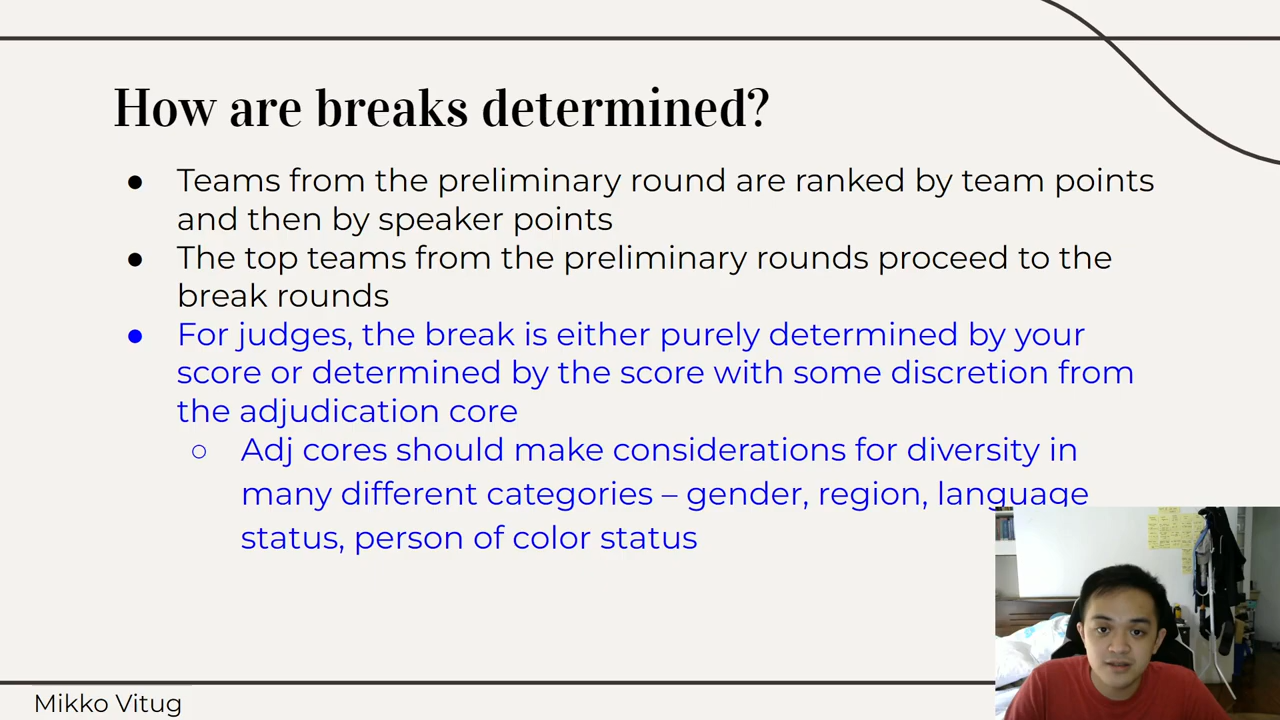 How are breaks determined?
● Teams from the preliminary round are ranked by team points
and then by speaker points
● The top teams from the preliminary rounds proceed to the
break rounds
● For judges, the break is either purely determined by your
score or determined by the score with some discretion from
the adjudication core
○ Adj cores should make considerations for diversity in
many different categories – gender, region, language
status, person of color status
Mikko Vitug